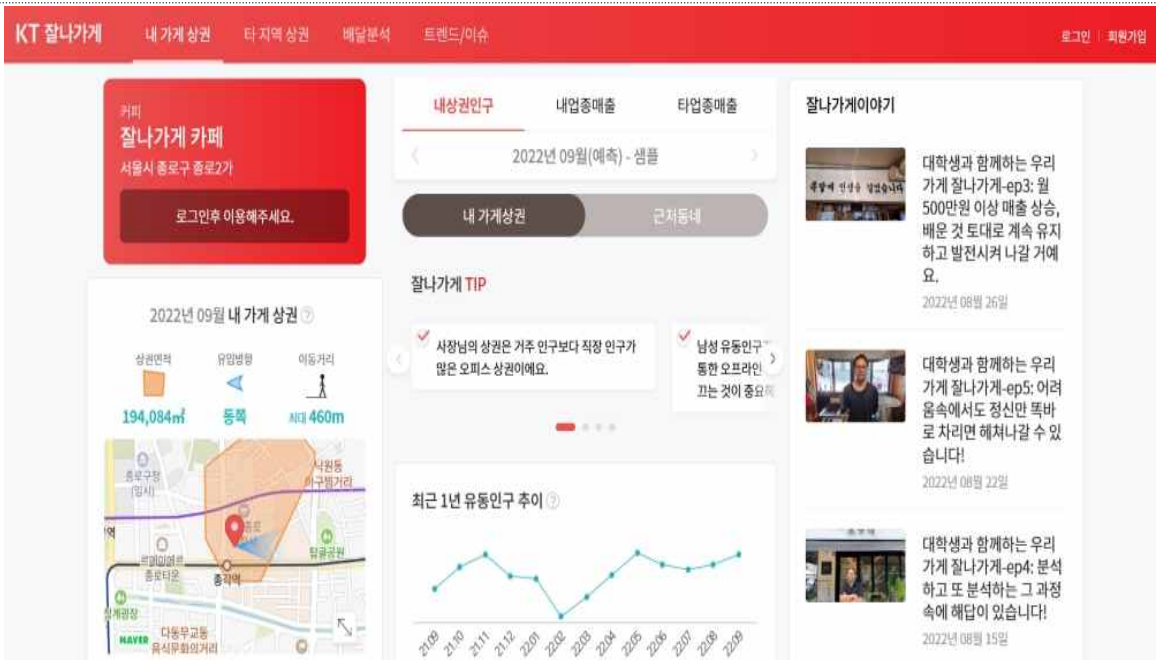 KT 잘나가게 내 가게 상권 타 지역 상권 배달분석 트렌드/이슈 로그인 회원가입
커피
잘나가게 카페
서울시 종로구 종로2가
로그인후 이용해주세요.
2022년 09월 내 가게 상권
상권면적 유입방향 이동거리
194,084㎡ 동쪽 최대 460m
종로구청
(임시)
낙원동
아구찜거리
종로
탑골공원
르메이에르
종로타운
종각역
청계광장
NAVER
다동무교동
음식문화의거리
내상권인구 내업종매출 타업종매출
2022년 09월(예측) - 샘플
내 가게상권 근처동네
잘나가게 TIP
사장님의 상권은 거주 인구보다 직장 인구가
많은 오피스 상권이에요.
남성 유동인구
통한 오프라인
끄는 것이 중요
최근 1년 유동인구 추이
21.09 21.10 21.11 21.12 22.01 22.02 22.03 22.04 22.05 22.06 22.07 22.08 22.09
잘나가게이야기
대학생과 함께하는 우리
가게 잘나가게-ep3: 월
500만원 이상 매출 상승,
배운 것 토대로 계속 유지
하고 발전시켜 나갈 거예
요.
2022년 08월 26일
대학생과 함께하는 우리
가게 잘나가게-ep5: 어려
움속에서도 정신만 똑바
로 차리면 헤쳐나갈 수 있
습니다!
2022년 08월 22일
대학생과 함께하는 우리
가게 잘나가게-ep4: 분석
하고 또 분석하는 그 과정
속에 해답이 있습니다!
2022년 08월 15일